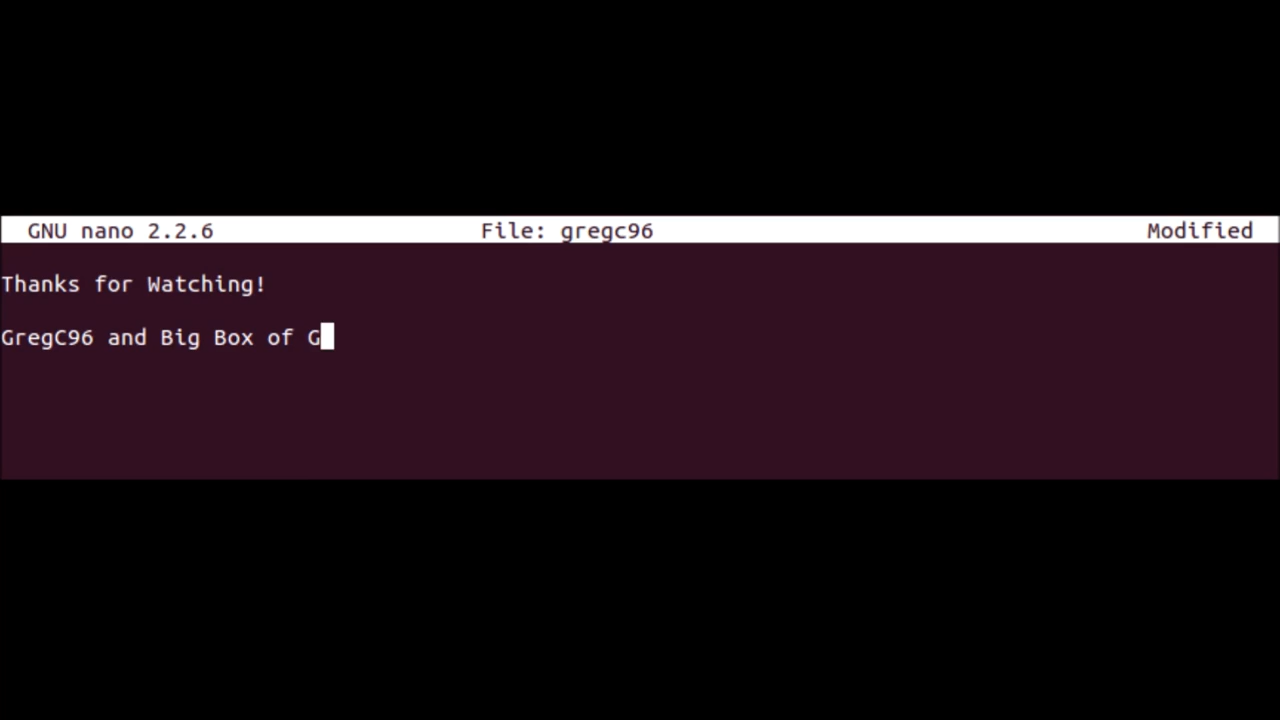 GNU nano 2.2.6 File: gregc96 Modified
Thanks for Watching!
GregC96 and Big Box of G